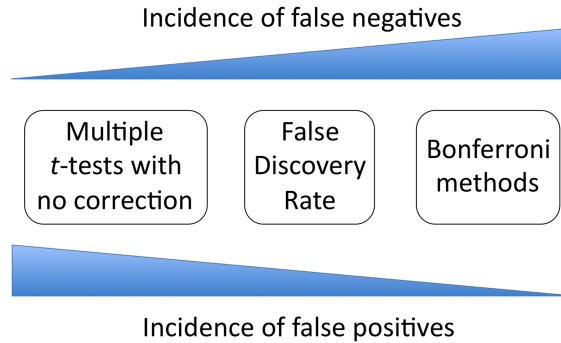 Incidence of false negatives
Multiple
t-tests with
no correction
False
Discovery
Rate
Bonferroni
methods
Incidence of false positives